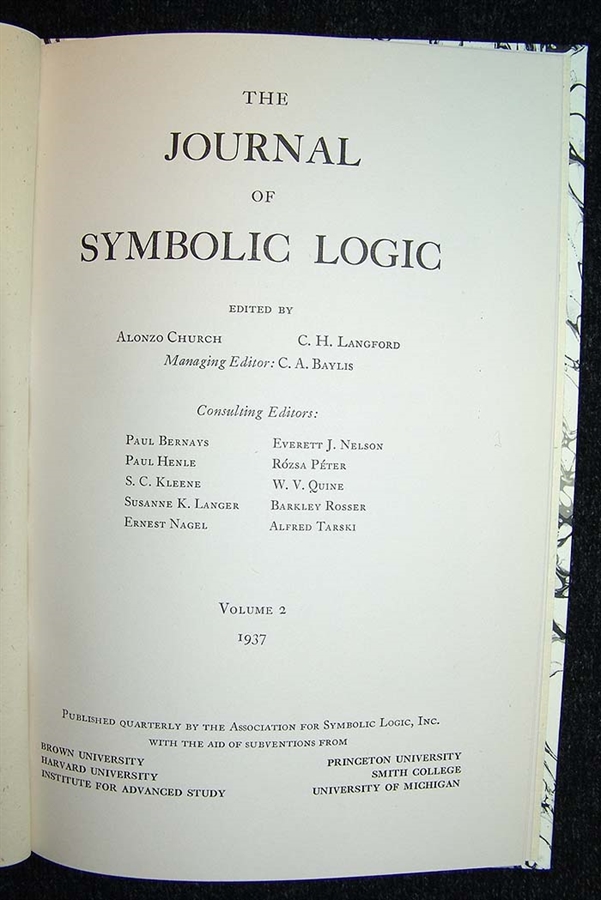 THE
JOURNAL
OF
SYMBOLIC LOGIC
EDITED BY
ALONZO CHURCH C. H. LANGFORD
Managing Editor: C. A. BAYLIS
Consulting Editors:
PAUL BERNAYS EVERETT J. NELSON
PAUL HENLE RÓZSA PÉTER
S. C. KLEENE W. V. QUINE
SUSANNE K. LANGER BARKLEY ROSSER
ERNEST NAGEL ALFRED TARSKI
VOLUME 2
1937
PUBLISHED QUARTERLY BY THE ASSOCIATION FOR SYMBOLIC LOGIC, INC.
WITH THE AID OF SUBVENTIONS FROM
BROWN UNIVERSITY PRINCETON UNIVERSITY
HARVARD UNIVERSITY SMITH COLLEGE
INSTITUTE FOR ADVANCED STUDY UNIVERSITY OF MICHIGAN